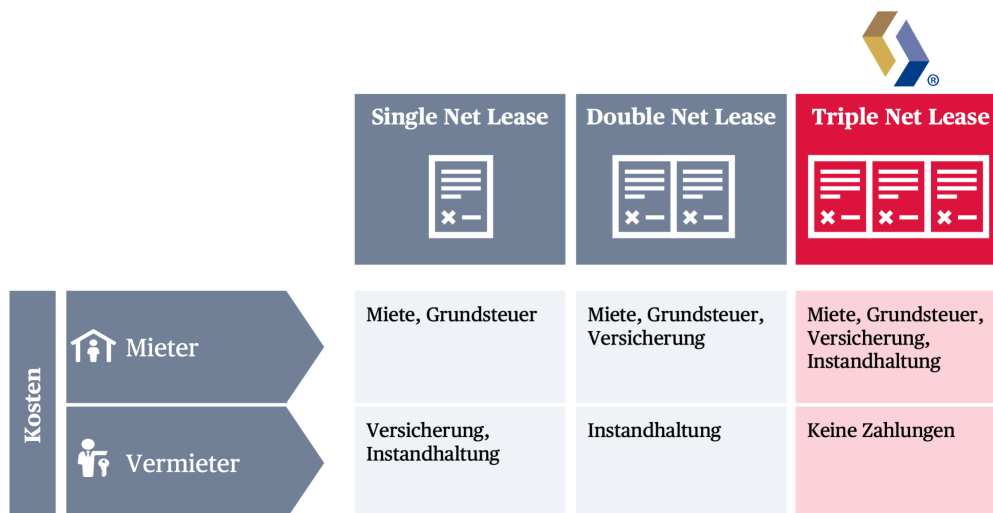 ®
Single Net Lease
Double Net Lease
Triple Net Lease
Kosten
Mieter
Miete, Grundsteuer
Miete, Grundsteuer,
Versicherung
Miete, Grundsteuer,
Versicherung,
Instandhaltung
Vermieter
Versicherung,
Instandhaltung
Instandhaltung
Keine Zahlungen